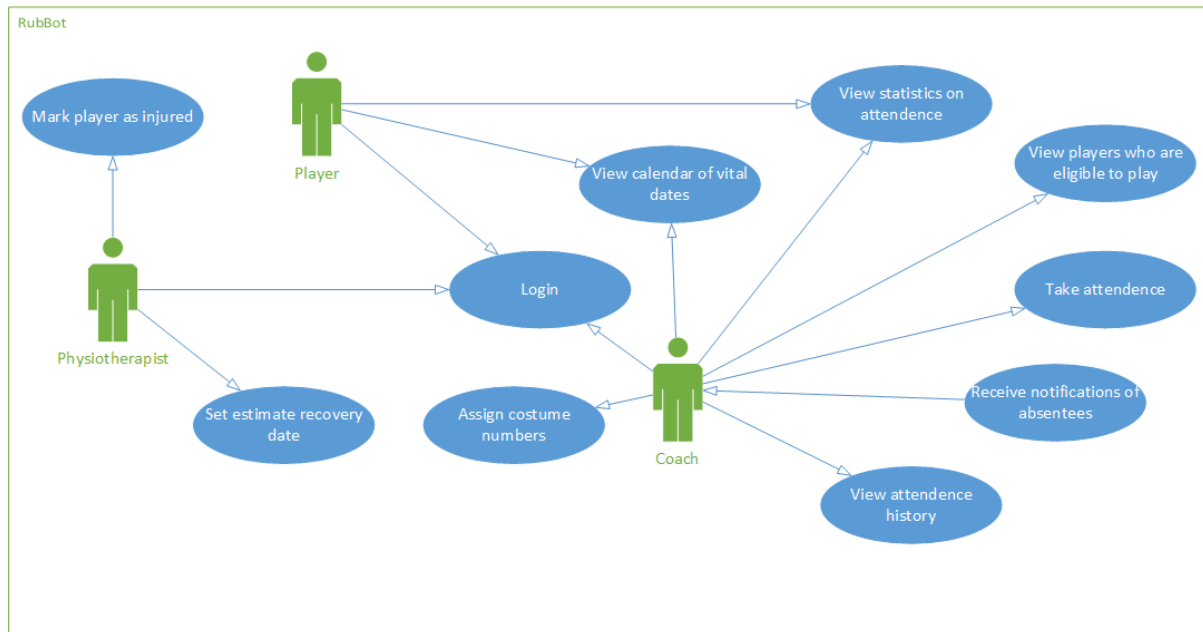 RubBot
Mark player as injured
Player
View statistics on
attendence
View players who are
eligible to play
View calendar of vital
dates
Physiotherapist
Login
Take attendence
Set estimate recovery
date
Assign costume
numbers
Coach
Receive notifications of
absentees
View attendence
history